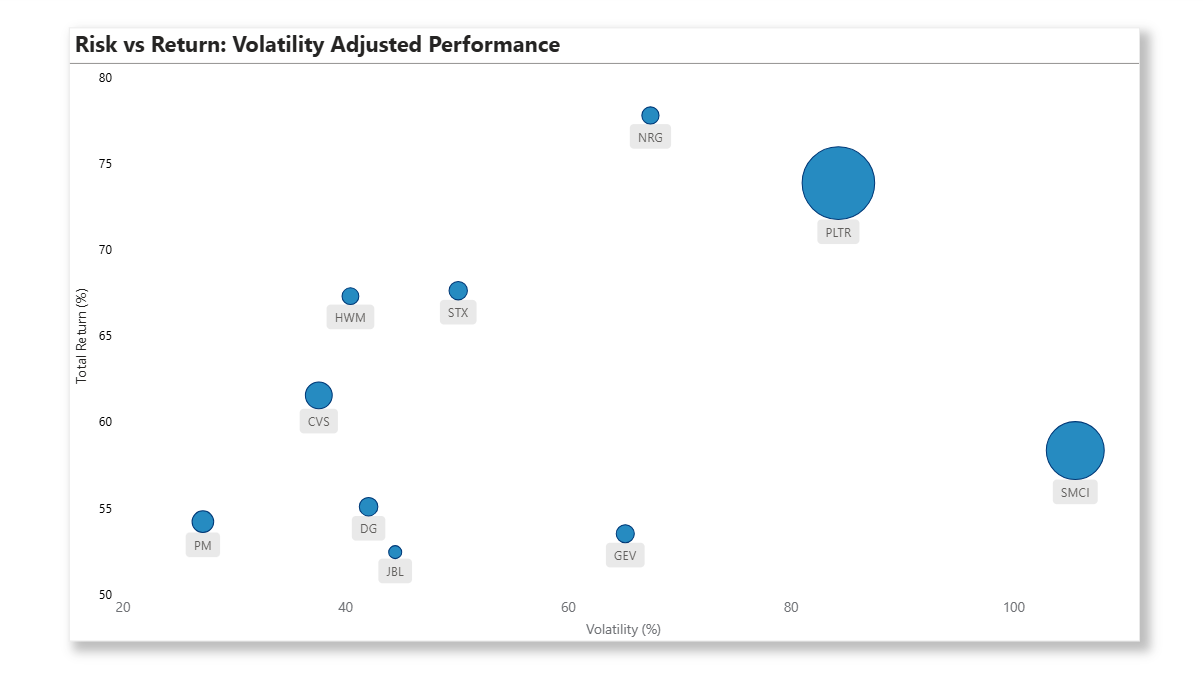 Risk vs Return: Volatility Adjusted Performance
80
75
70
65
60
55
50
Total Return (%)
NRG
PLTR
HWM
STX
CVS
SMCI
DG
PM
GEV
JBL
20
40
60
80
100
Volatility (%)